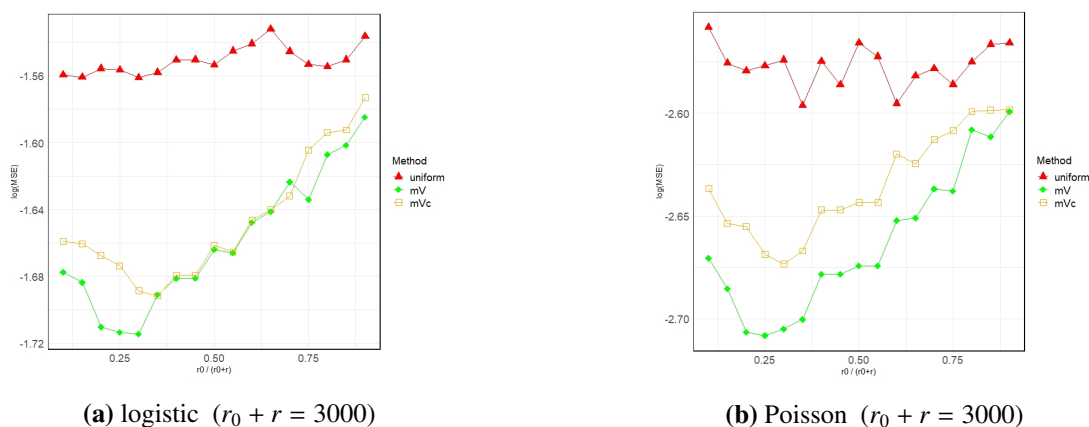 -1.56
-1.60
-1.64
-1.68
-1.72
log(MSE)
0.25
0.50
0.75
r0 / (r0+r)
Method
uniform
mV
mVc
(a) logistic (r₀ + r = 3000)
-2.60
-2.65
-2.70
log(MSE)
0.25
0.50
0.75
r0 / (r0+r)
Method
uniform
mV
mVc
(b) Poisson (r₀ + r = 3000)